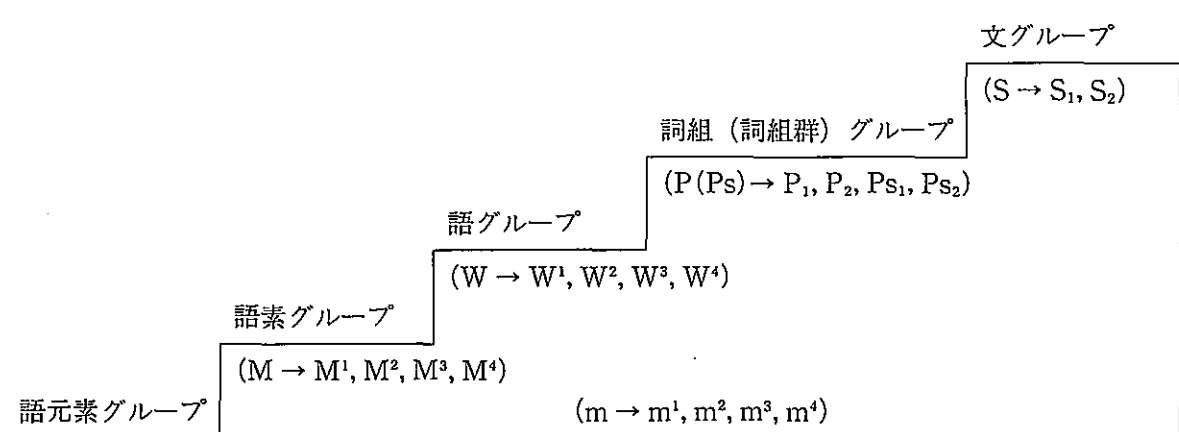 文グループ
(S → S₁, S₂)
詞組（詞組群）グループ
(P(Ps) → P₁, P₂, Ps₁, Ps₂)
語グループ
(W → W¹, W², W³, W⁴)
語素グループ
(M → M¹, M², M³, M⁴)
語元素グループ (m → m¹, m², m³, m⁴)